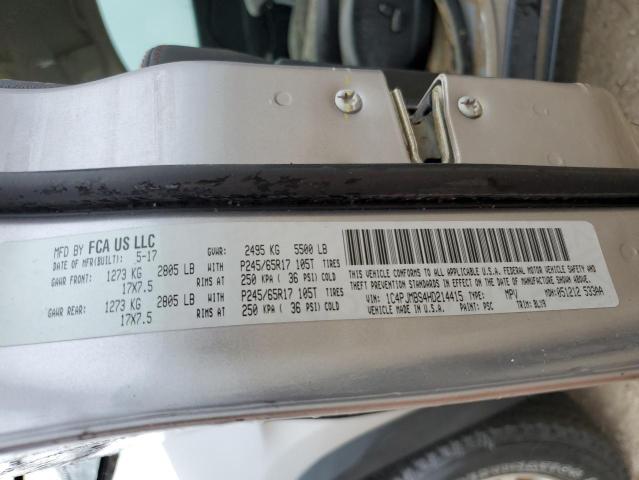 MFD BY FCA US LLC
DATE OF MFR(BUILT): 5-17
GVWR: 2495 KG 5500 LB
GAWR FRONT: 1273 KG 2805 LB WITH P245/65R17 105T TIRES
17X7.5 RIMS AT 250 KPA ( 36 PSI) COLD
GAWR REAR: 1273 KG 2805 LB WITH P245/65R17 105T TIRES
17X7.5 RIMS AT 250 KPA ( 36 PSI) COLD
THIS VEHICLE CONFORMS TO ALL APPLICABLE U.S.A. FEDERAL MOTOR VEHICLE SAFETY AND
THEFT PREVENTION STANDARDS IN EFFECT ON THE DATE OF MANUFACTURE
SHOWN ABOVE.
VIN: 1C4PJMBS4HD214415 TYPE: MPV MDH: 051212 533AA
VEHICLE MADE IN U.S.A. PAINT: PSC TRIM: BLY9